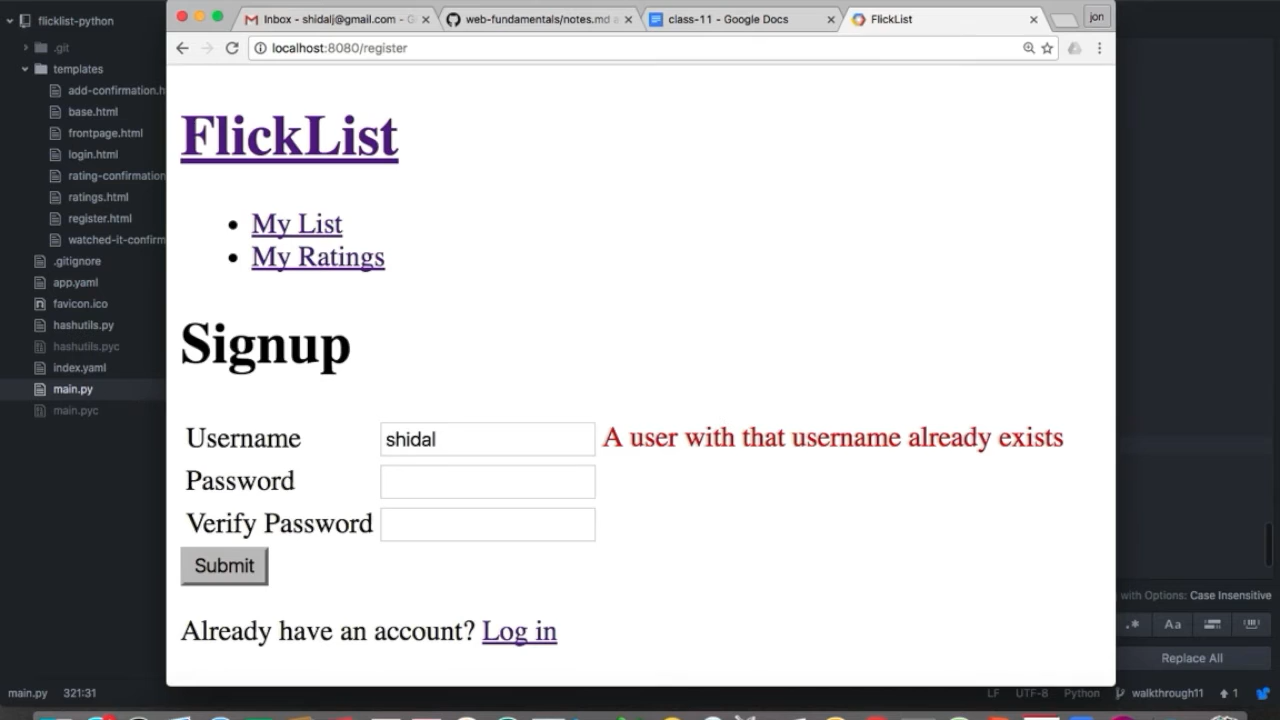 flicklist-python
.git
templates
add-confirmation.h
base.html
frontpage.html
login.html
rating-confirmation
ratings.html
register.html
watched-it-confirm
.gitignore
app.yaml
favicon.ico
hashutils.py
hashutils.pyc
index.yaml
main.py
main.pyc
Inbox - shidalj@gmail.com - G
web-fundamentals/notes.md a
class-11 - Google Docs
FlickList
jon
localhost:8080/register
FlickList
My List
My Ratings
Signup
Username shidal A user with that username already exists
Password
Verify Password
Submit
Already have an account? Log in
with Options: Case Insensitive
.* Aa
Replace All
main.py 321:31 LF UTF-8 Python walkthrough11 1